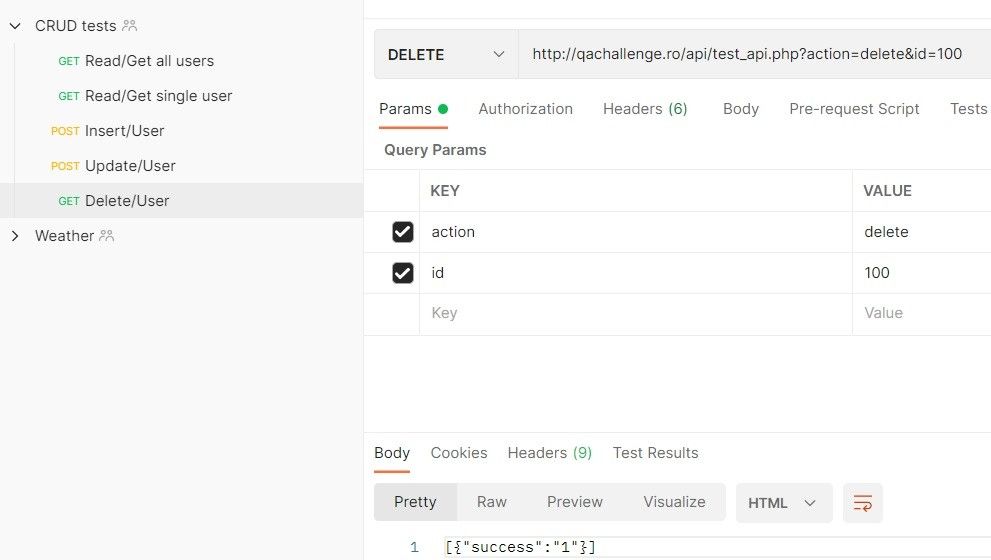 CRUD tests
GET Read/Get all users
GET Read/Get single user
POST Insert/User
POST Update/User
GET Delete/User
Weather
DELETE http://qachallenge.ro/api/test_api.php?action=delete&id=100
Params Authorization Headers (6) Body Pre-request Script Tests
Query Params
KEY VALUE
action delete
id 100
Key Value
Body Cookies Headers (9) Test Results
Pretty Raw Preview Visualize HTML
1 [{"success":"1"}]